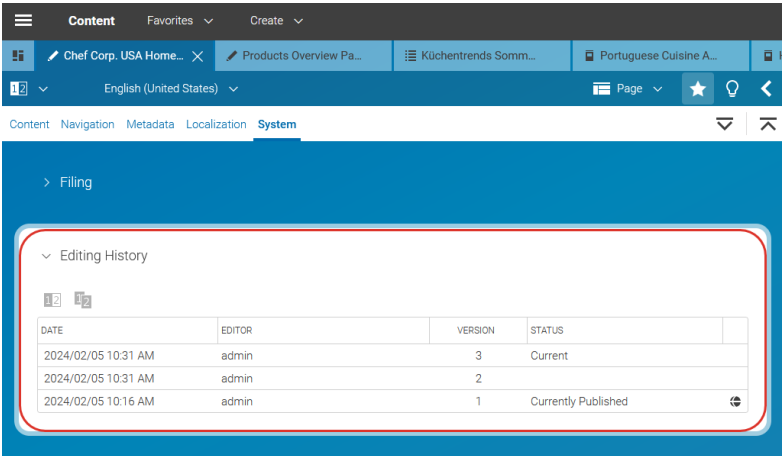 Content Favorites Create
Chef Corp. USA Home... Products Overview Pa... Küchentrends Somm... Portuguese Cuisine A...
12 English (United States) Page
Content Navigation Metadata Localization System
Filing
Editing History
12 12
DATE EDITOR VERSION STATUS
2024/02/05 10:31 AM admin 3 Current
2024/02/05 10:31 AM admin 2
2024/02/05 10:16 AM admin 1 Currently Published